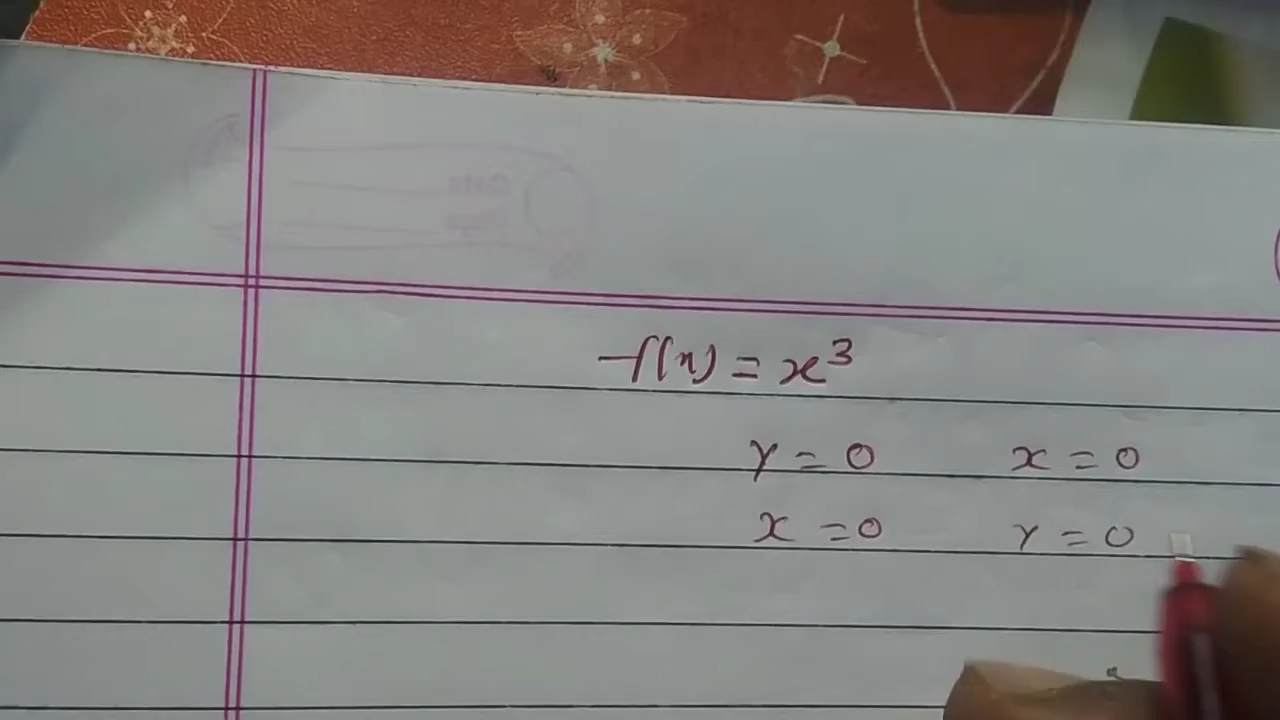 f(x) = x³
y = 0 x = 0
x = 0 y = 0